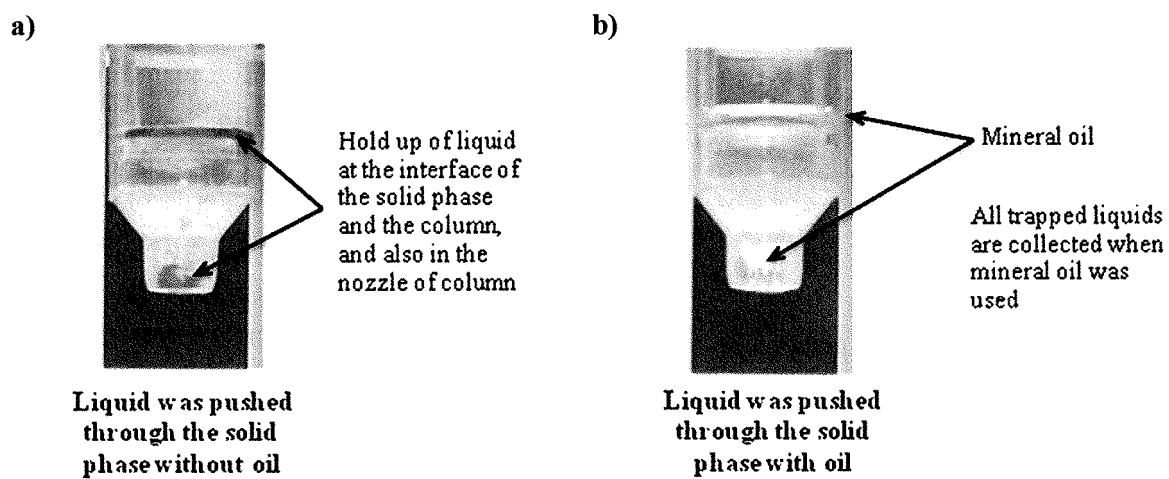 a)
Hold up of liquid
at the interface of
the solid phase
and the column,
and also in the
nozzle of column
Liquid was pushed
through the solid
phase without oil
b)
Mineral oil
All trapped liquids
are collected when
mineral oil was
used
Liquid was pushed
through the solid
phase with oil